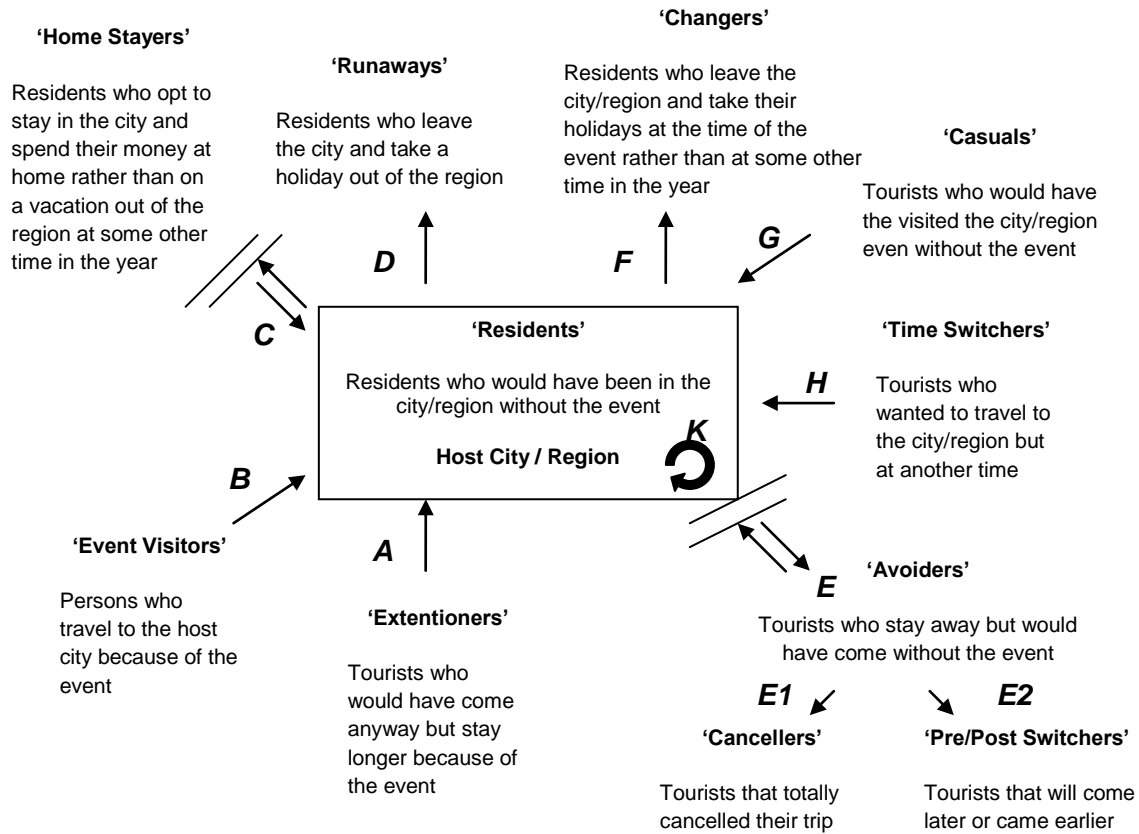 ‘Home Stayers’
Residents who opt to
stay in the city and
spend their money at
home rather than on
a vacation out of the
region at some other
time in the year
‘Runaways’
Residents who leave
the city and take a
holiday out of the region
‘Changers’
Residents who leave the
city/region and take their
holidays at the time of the
event rather than at some other
time in the year
‘Casuals’
Tourists who would have
the visited the city/region
even without the event
C
D
F
G
‘Residents’
Residents who would have been in the
city/region without the event
K
Host City / Region
H
‘Time Switchers’
Tourists who
wanted to travel to
the city/region but
at another time
B
‘Event Visitors’
Persons who
travel to the host
city because of the
event
A
‘Extentioners’
Tourists who
would have come
anyway but stay
longer because of
the event
E
‘Avoiders’
Tourists who stay away but would
have come without the event
E1
E2
‘Cancellers’
Tourists that totally
cancelled their trip
‘Pre/Post Switchers’
Tourists that will come
later or came earlier